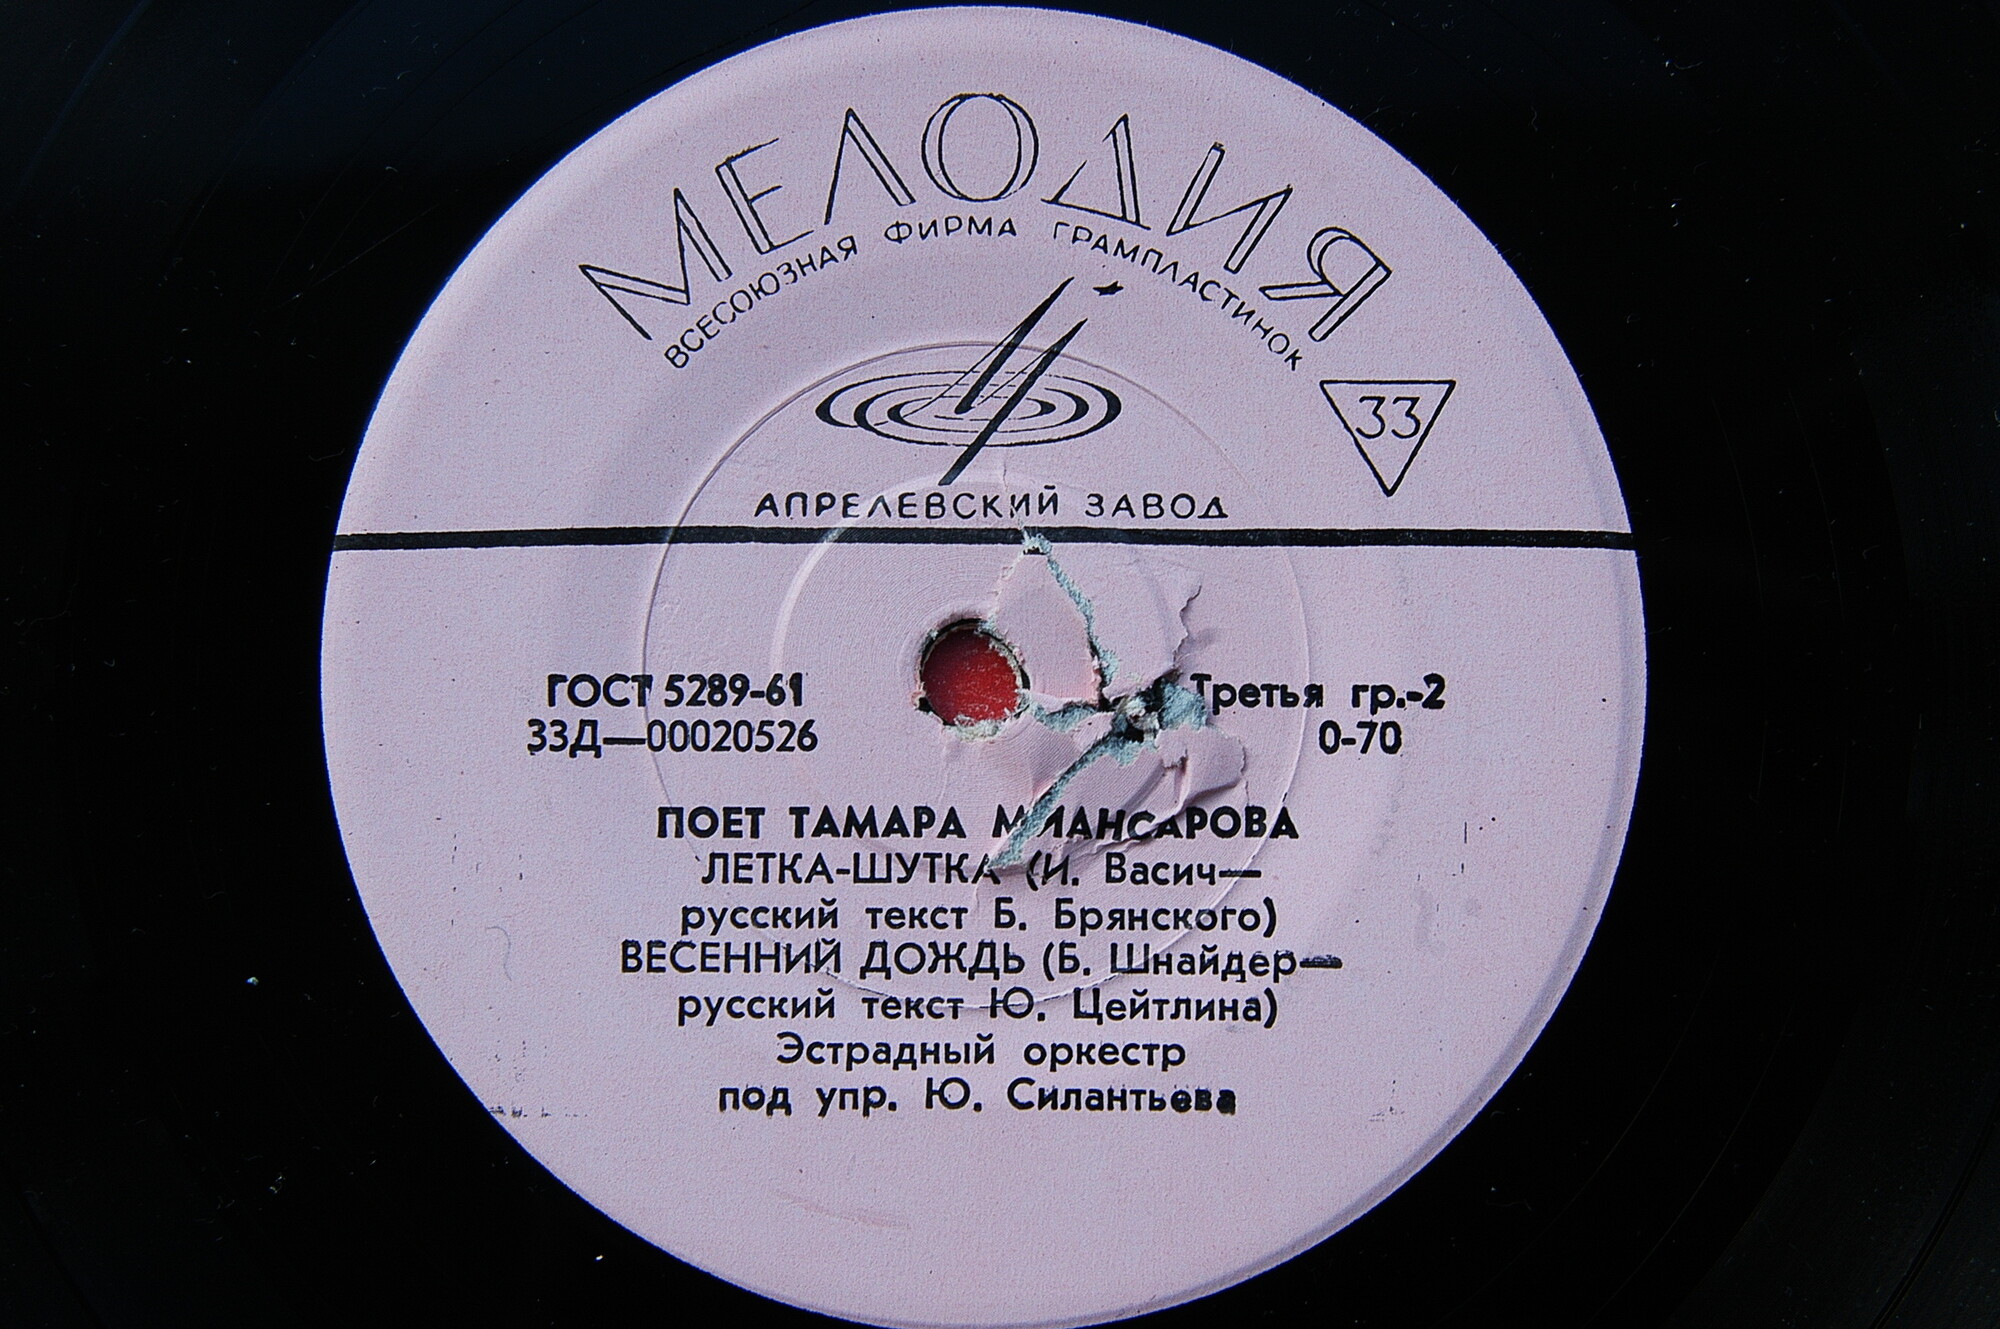 МЕЛОДИЯ
ВСЕСОЮЗНАЯ ФИРМА ГРАМПЛАСТИНОК
33
АПРЕЛЕВСКИЙ ЗАВОД
ГОСТ 5289-61 Третья гр.-2
33Д—00020526 0-70
ПОЕТ ТАМАРА МИАНСАРОВА
ЛЕТКА-ШУТКА (И. Васич—
русский текст Б. Брянского)
ВЕСЕННИЙ ДОЖДЬ (Б. Шнайдер—
русский текст Ю. Цейтлина)
Эстрадный оркестр
под упр. Ю. Силантьева